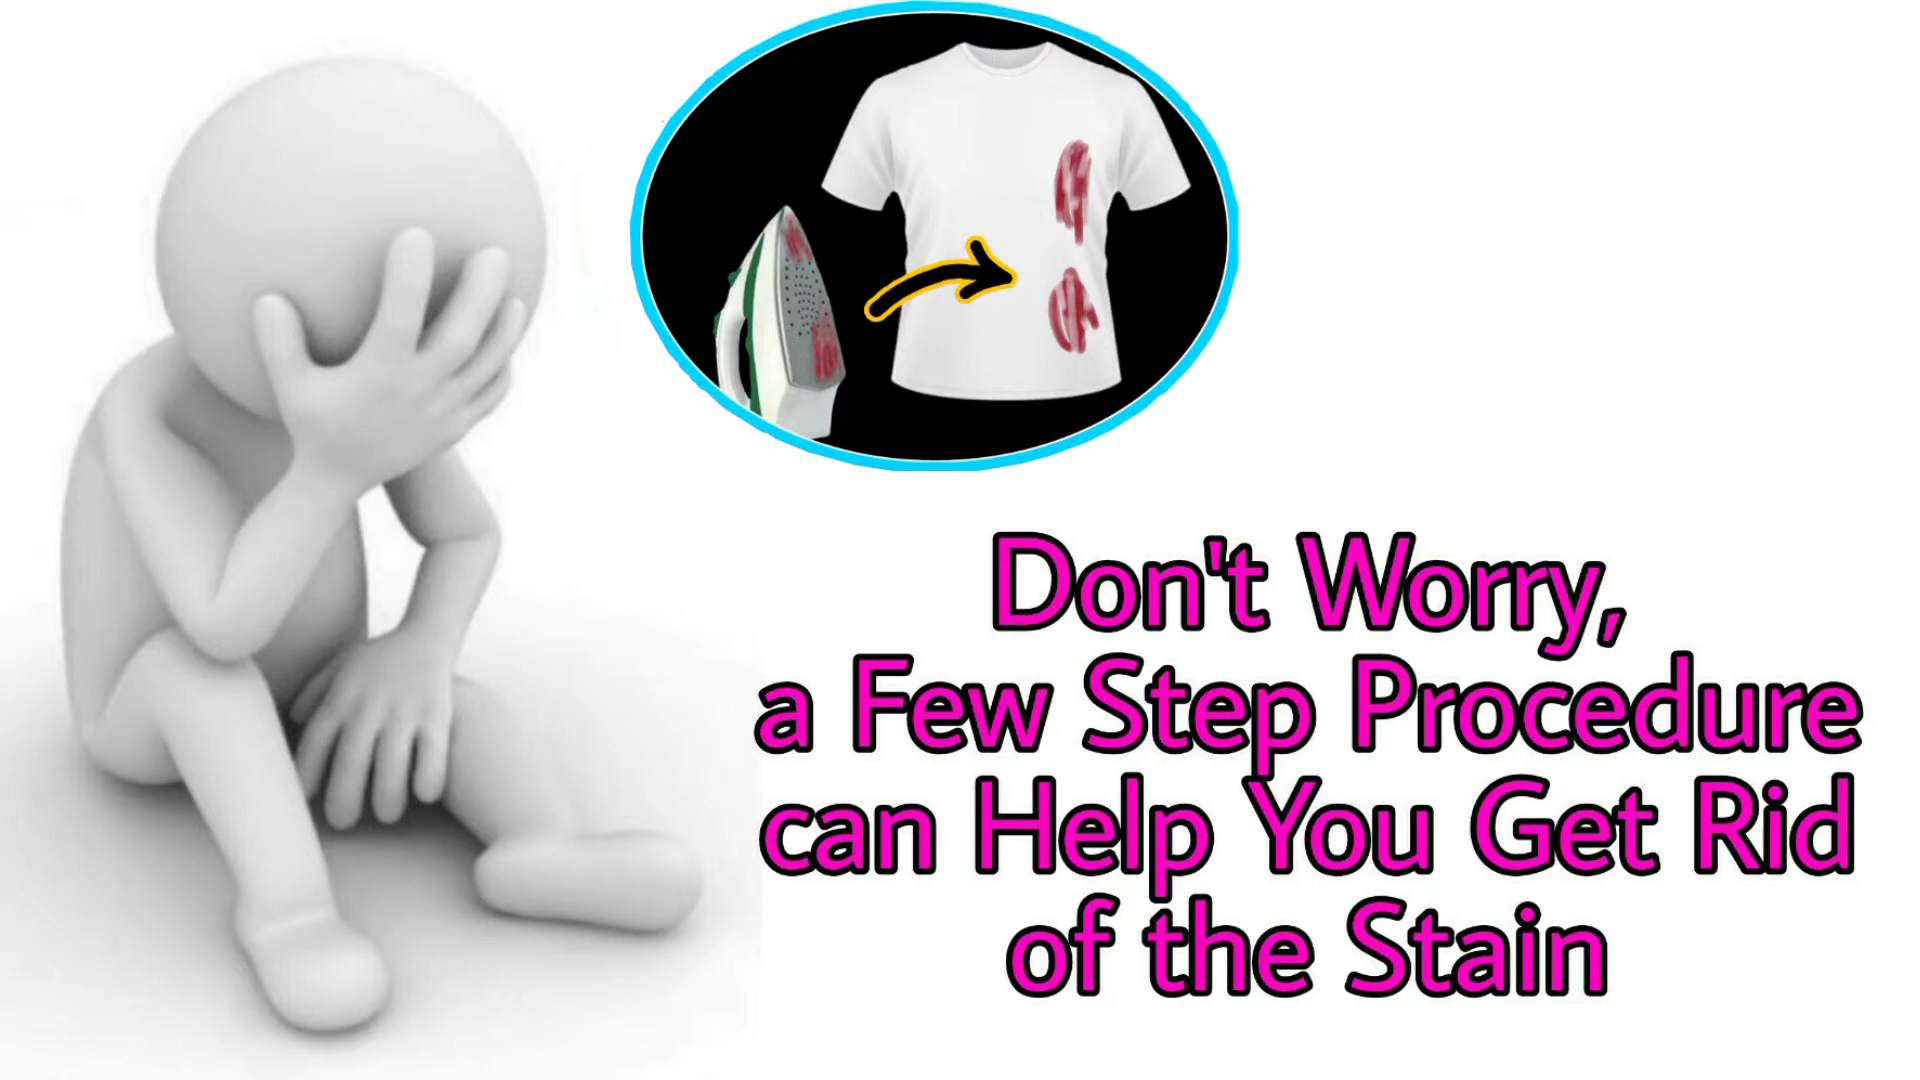 Don't Worry,
a Few Step Procedure
can Help You Get Rid
of the Stain